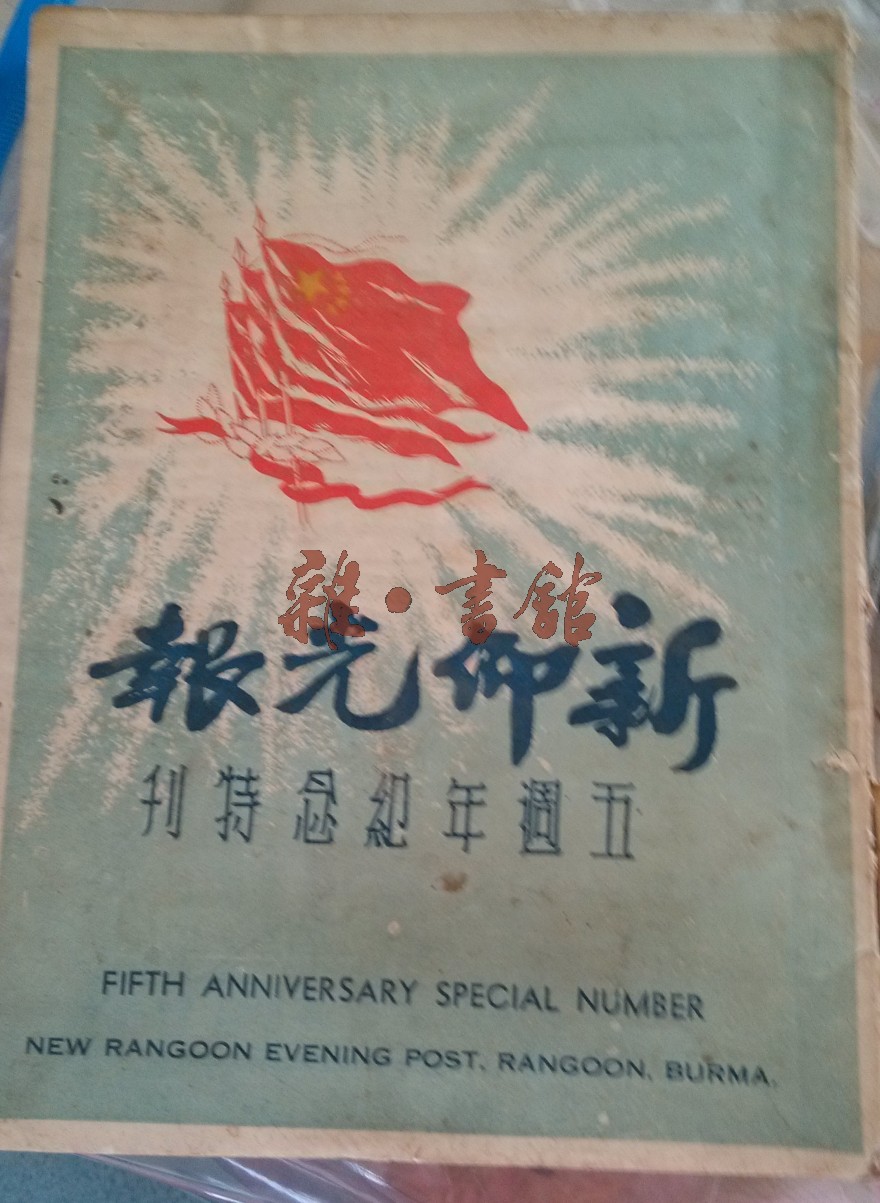 雜·書館
新仰光報
五週年紀念特刊
FIFTH ANNIVERSARY SPECIAL NUMBER
NEW RANGOON EVENING POST, RANGOON, BURMA.